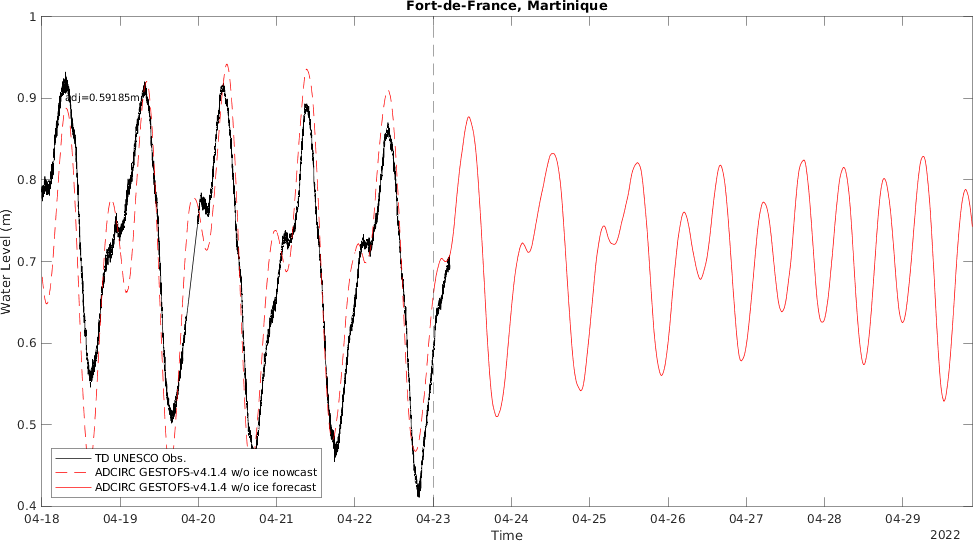 Fort-de-France, Martinique
1
0.9
0.8
0.7
0.6
0.5
0.4
Water Level (m)
adj=0.59185m
TD UNESCO Obs.
ADCIRC GESTOFS-v4.1.4 w/o ice nowcast
ADCIRC GESTOFS-v4.1.4 w/o ice forecast
04-18 04-19 04-20 04-21 04-22 04-23 04-24 04-25 04-26 04-27 04-28 04-29
Time
2022